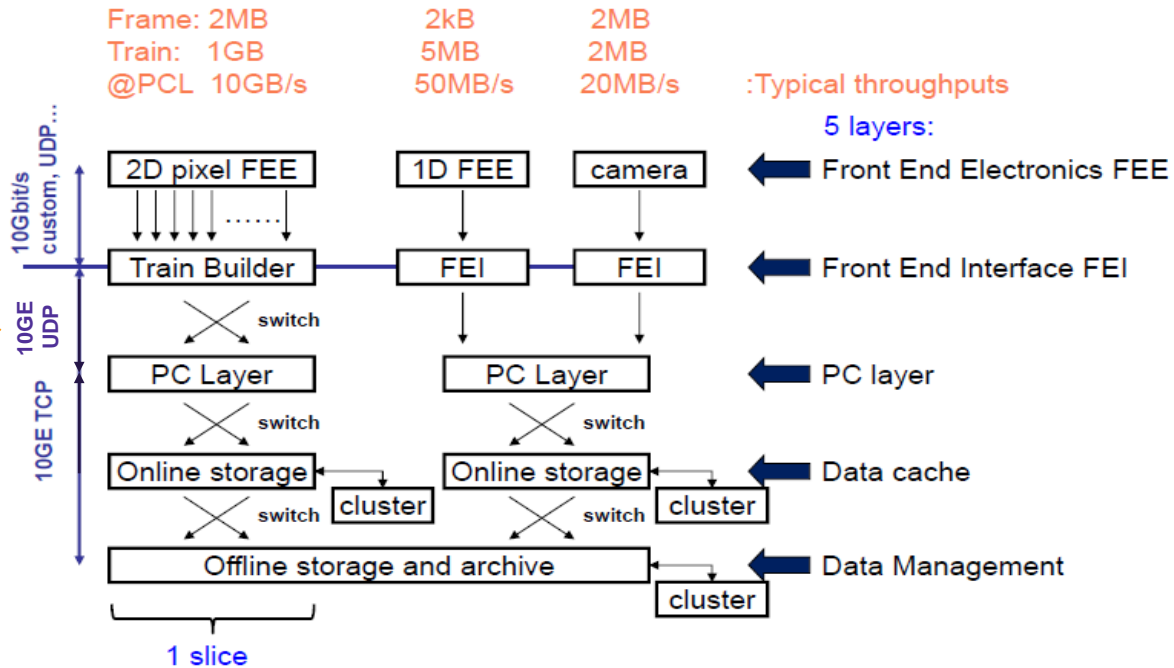 Frame: 2MB 2kB 2MB
Train: 1GB 5MB 2MB
@PCL 10GB/s 50MB/s 20MB/s :Typical throughputs
5 layers:
10Gbit/s
custom, UDP...
2D pixel FEE 1D FEE camera Front End Electronics FEE
......
Train Builder FEI FEI Front End Interface FEI
10GE
UDP
switch
PC Layer PC Layer PC layer
10GE TCP
switch switch
Online storage Online storage Data cache
cluster cluster
switch switch
Offline storage and archive Data Management
cluster
1 slice